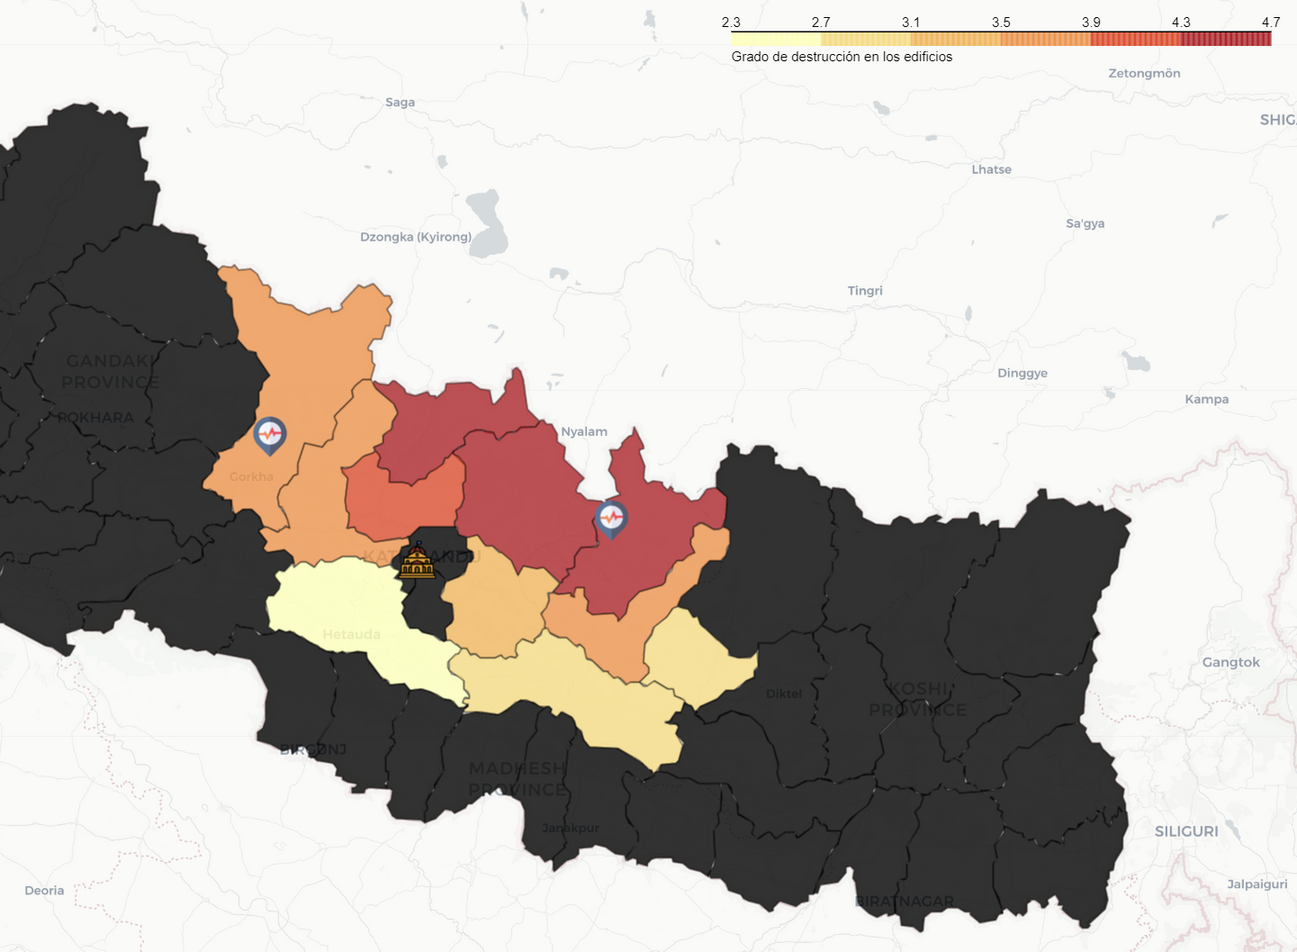 2.3 2.7 3.1 3.5 3.9 4.3 4.7
Grado de destrucción en los edificios
Zetongmön
Saga
SHIG
Lhatse
Sa'gya
Dzongka (Kyirong)
Tingri
GANDAKI
PROVINCE
Dinggye
Kampa
POKHARA
Nyalam
Gorkha
Hetauda
Gangtok
Diktel
KOSHI
PROVINCE
BIRGUNJ
MADHESH
PROVINCE
Janakpur
SILIGURI
Deoria
Jalpaiguri
BIRATNAGAR